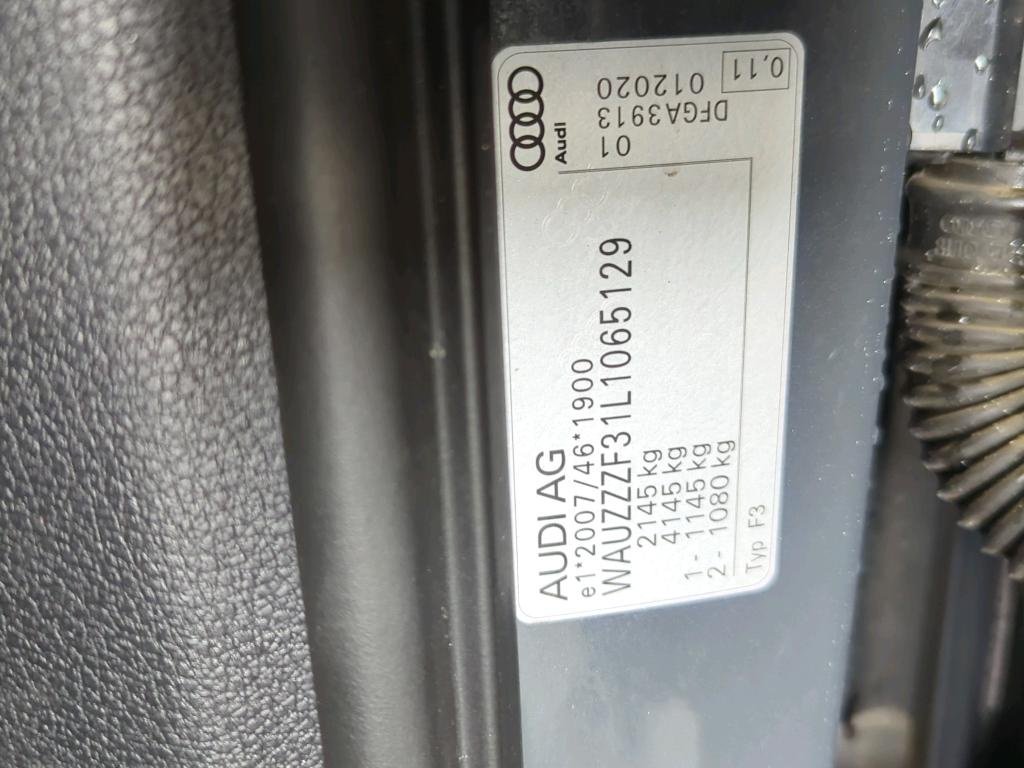 AUDI AG
e1*2007/46*1900
WAUZZZF31L1065129
2145 kg
4145 kg
1 - 1145 kg
2 - 1080 kg
Typ F3
Audi
01
012020
DFGA3913
0,11